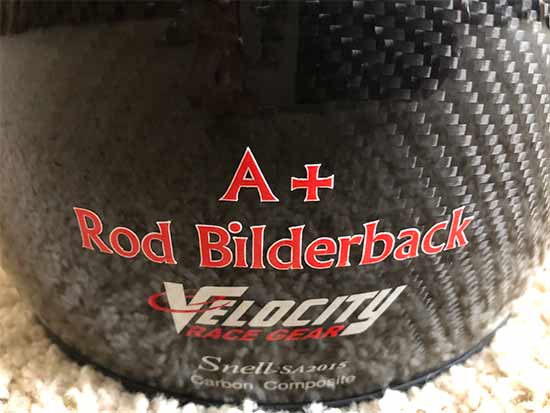 A +
Rod Bilderback
VELOCITY
RACE GEAR
Snell-SA2015
Carbon Composite